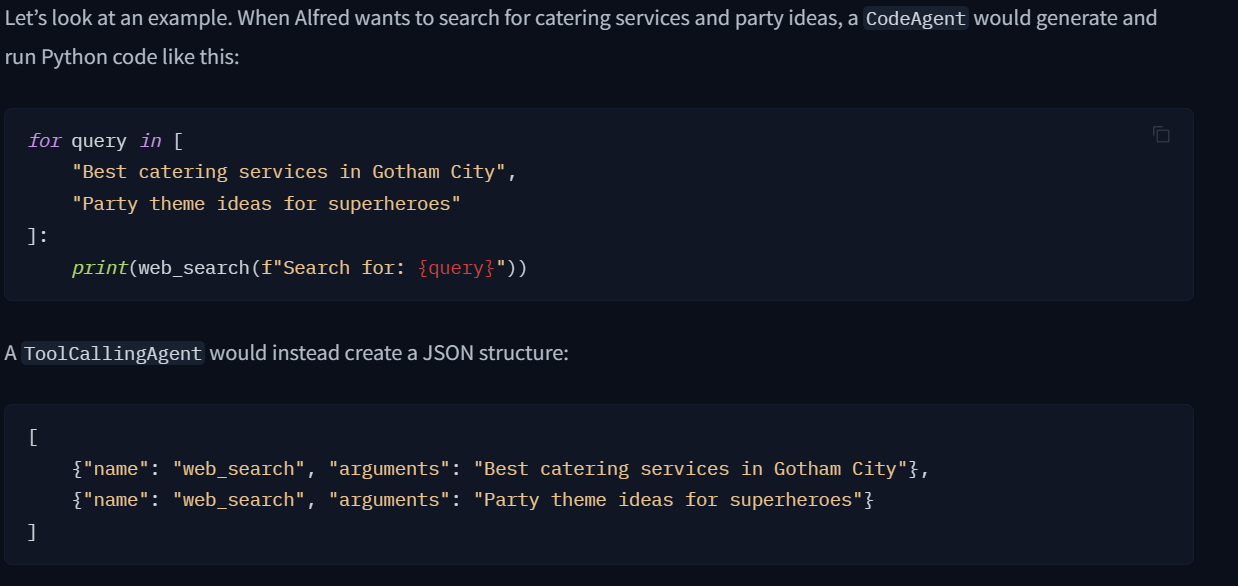 Let’s look at an example. When Alfred wants to search for catering services and party ideas, a CodeAgent would generate and
run Python code like this:
for query in [
    "Best catering services in Gotham City",
    "Party theme ideas for superheroes"
]:
    print(web_search(f"Search for: {query}"))
A ToolCallingAgent would instead create a JSON structure:
[
    {"name": "web_search", "arguments": "Best catering services in Gotham City"},
    {"name": "web_search", "arguments": "Party theme ideas for superheroes"}
]